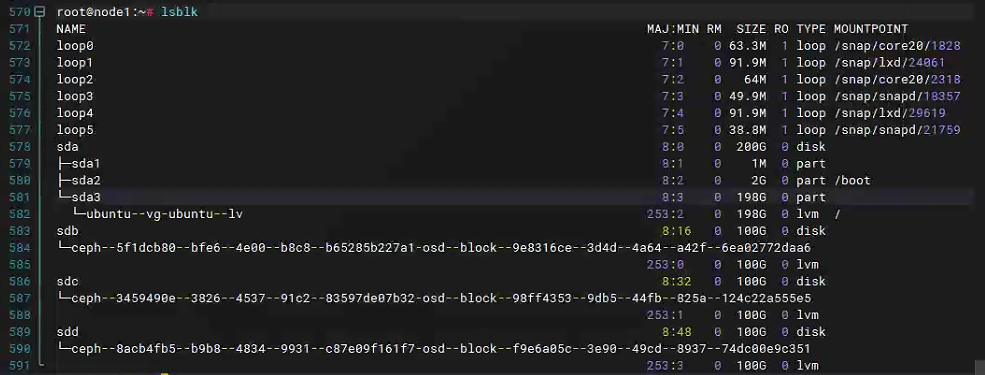 570 root@node1:~# lsblk
571 NAME MAJ:MIN RM SIZE RO TYPE MOUNTPOINT
572 loop0 7:0 0 63.3M 1 loop /snap/core20/1828
573 loop1 7:1 0 91.9M 1 loop /snap/lxd/24061
574 loop2 7:2 0 64M 1 loop /snap/core20/2318
575 loop3 7:3 0 49.9M 1 loop /snap/snapd/18357
576 loop4 7:4 0 91.9M 1 loop /snap/lxd/29619
577 loop5 7:5 0 38.8M 1 loop /snap/snapd/21759
578 sda 8:0 0 200G 0 disk
579 ├─sda1 8:1 0 1M 0 part
580 ├─sda2 8:2 0 2G 0 part /boot
581 └─sda3 8:3 0 198G 0 part
582 └─ubuntu--vg-ubuntu--lv 253:2 0 198G 0 lvm /
583 sdb 8:16 0 100G 0 disk
584 └─ceph--5f1dcb80--bfe6--4e00--b8c8--b65285b227a1-osd--block--9e8316ce--3d4d--4a64--a42f--6ea02772daa6
585 253:0 0 100G 0 lvm
586 sdc 8:32 0 100G 0 disk
587 └─ceph--3459490e--3826--4537--91c2--83597de07b32-osd--block--98ff4353--9db5--44fb--825a--124c22a555e5
588 253:1 0 100G 0 lvm
589 sdd 8:48 0 100G 0 disk
590 └─ceph--8acb4fb5--b9b8--4834--9931--c87e09f161f7-osd--block--f9e6a05c--3e90--49cd--8937--74dc00e9c351
591 253:3 0 100G 0 lvm